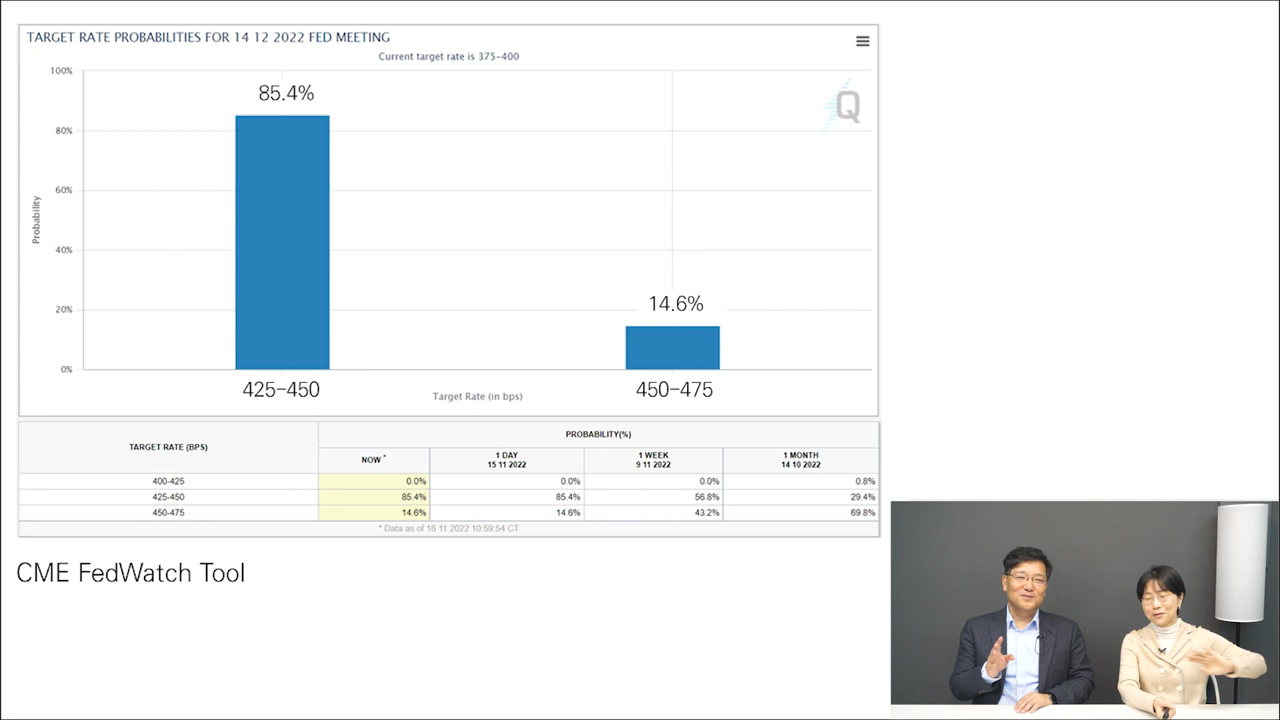 TARGET RATE PROBABILITIES FOR 14 12 2022 FED MEETING
Current target rate is 375-400
100%
80%
60%
40%
20%
0%
Probability
85.4%
14.6%
Q
425-450
Target Rate (in bps)
450-475
TARGET RATE (BPS)
PROBABILITY(%)
NOW *
1 DAY
15 11 2022
1 WEEK
9 11 2022
1 MONTH
14 10 2022
400-425 0.0% 0.0% 0.0% 0.8%
425-450 85.4% 85.4% 56.8% 29.4%
450-475 14.6% 14.6% 43.2% 69.8%
* Data as of 16 11 2022 10:59:54 CT
CME FedWatch Tool